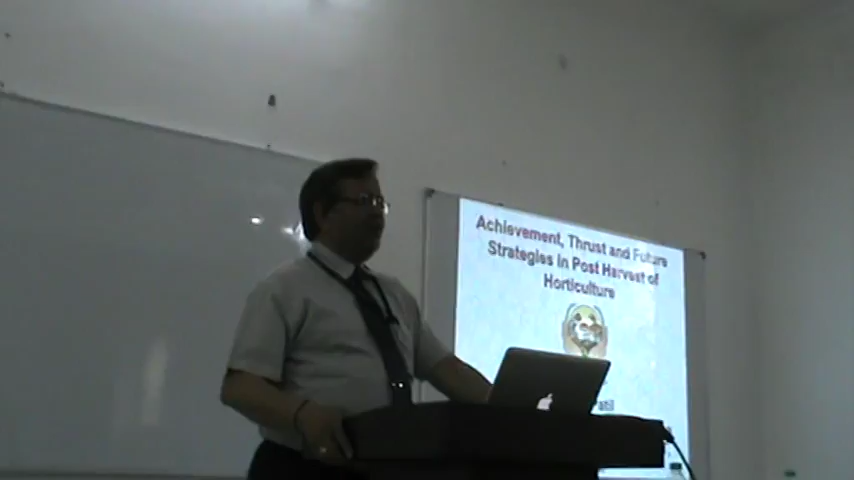 Achievement, Thrust and Future
Strategies in Post Harvest of
Horticulture